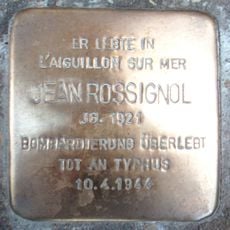 ER LEBTE IN
L'AIGUILLON SUR MER
JEAN ROSSIGNOL
JG. 1921
BOMBARDIERUNG ÜBERLEBT
TOT AN TYPHUS
10.4.1944